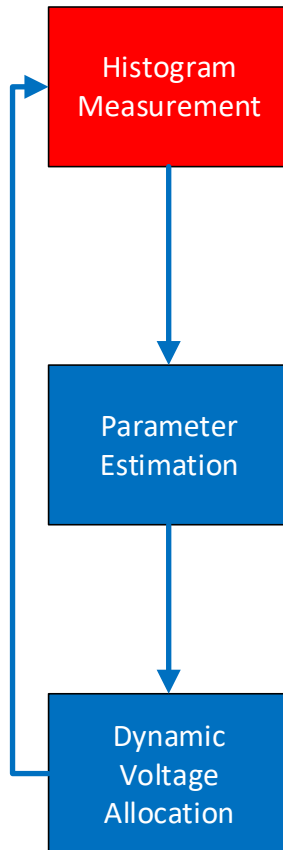 Histogram
Measurement
Parameter
Estimation
Dynamic
Voltage
Allocation